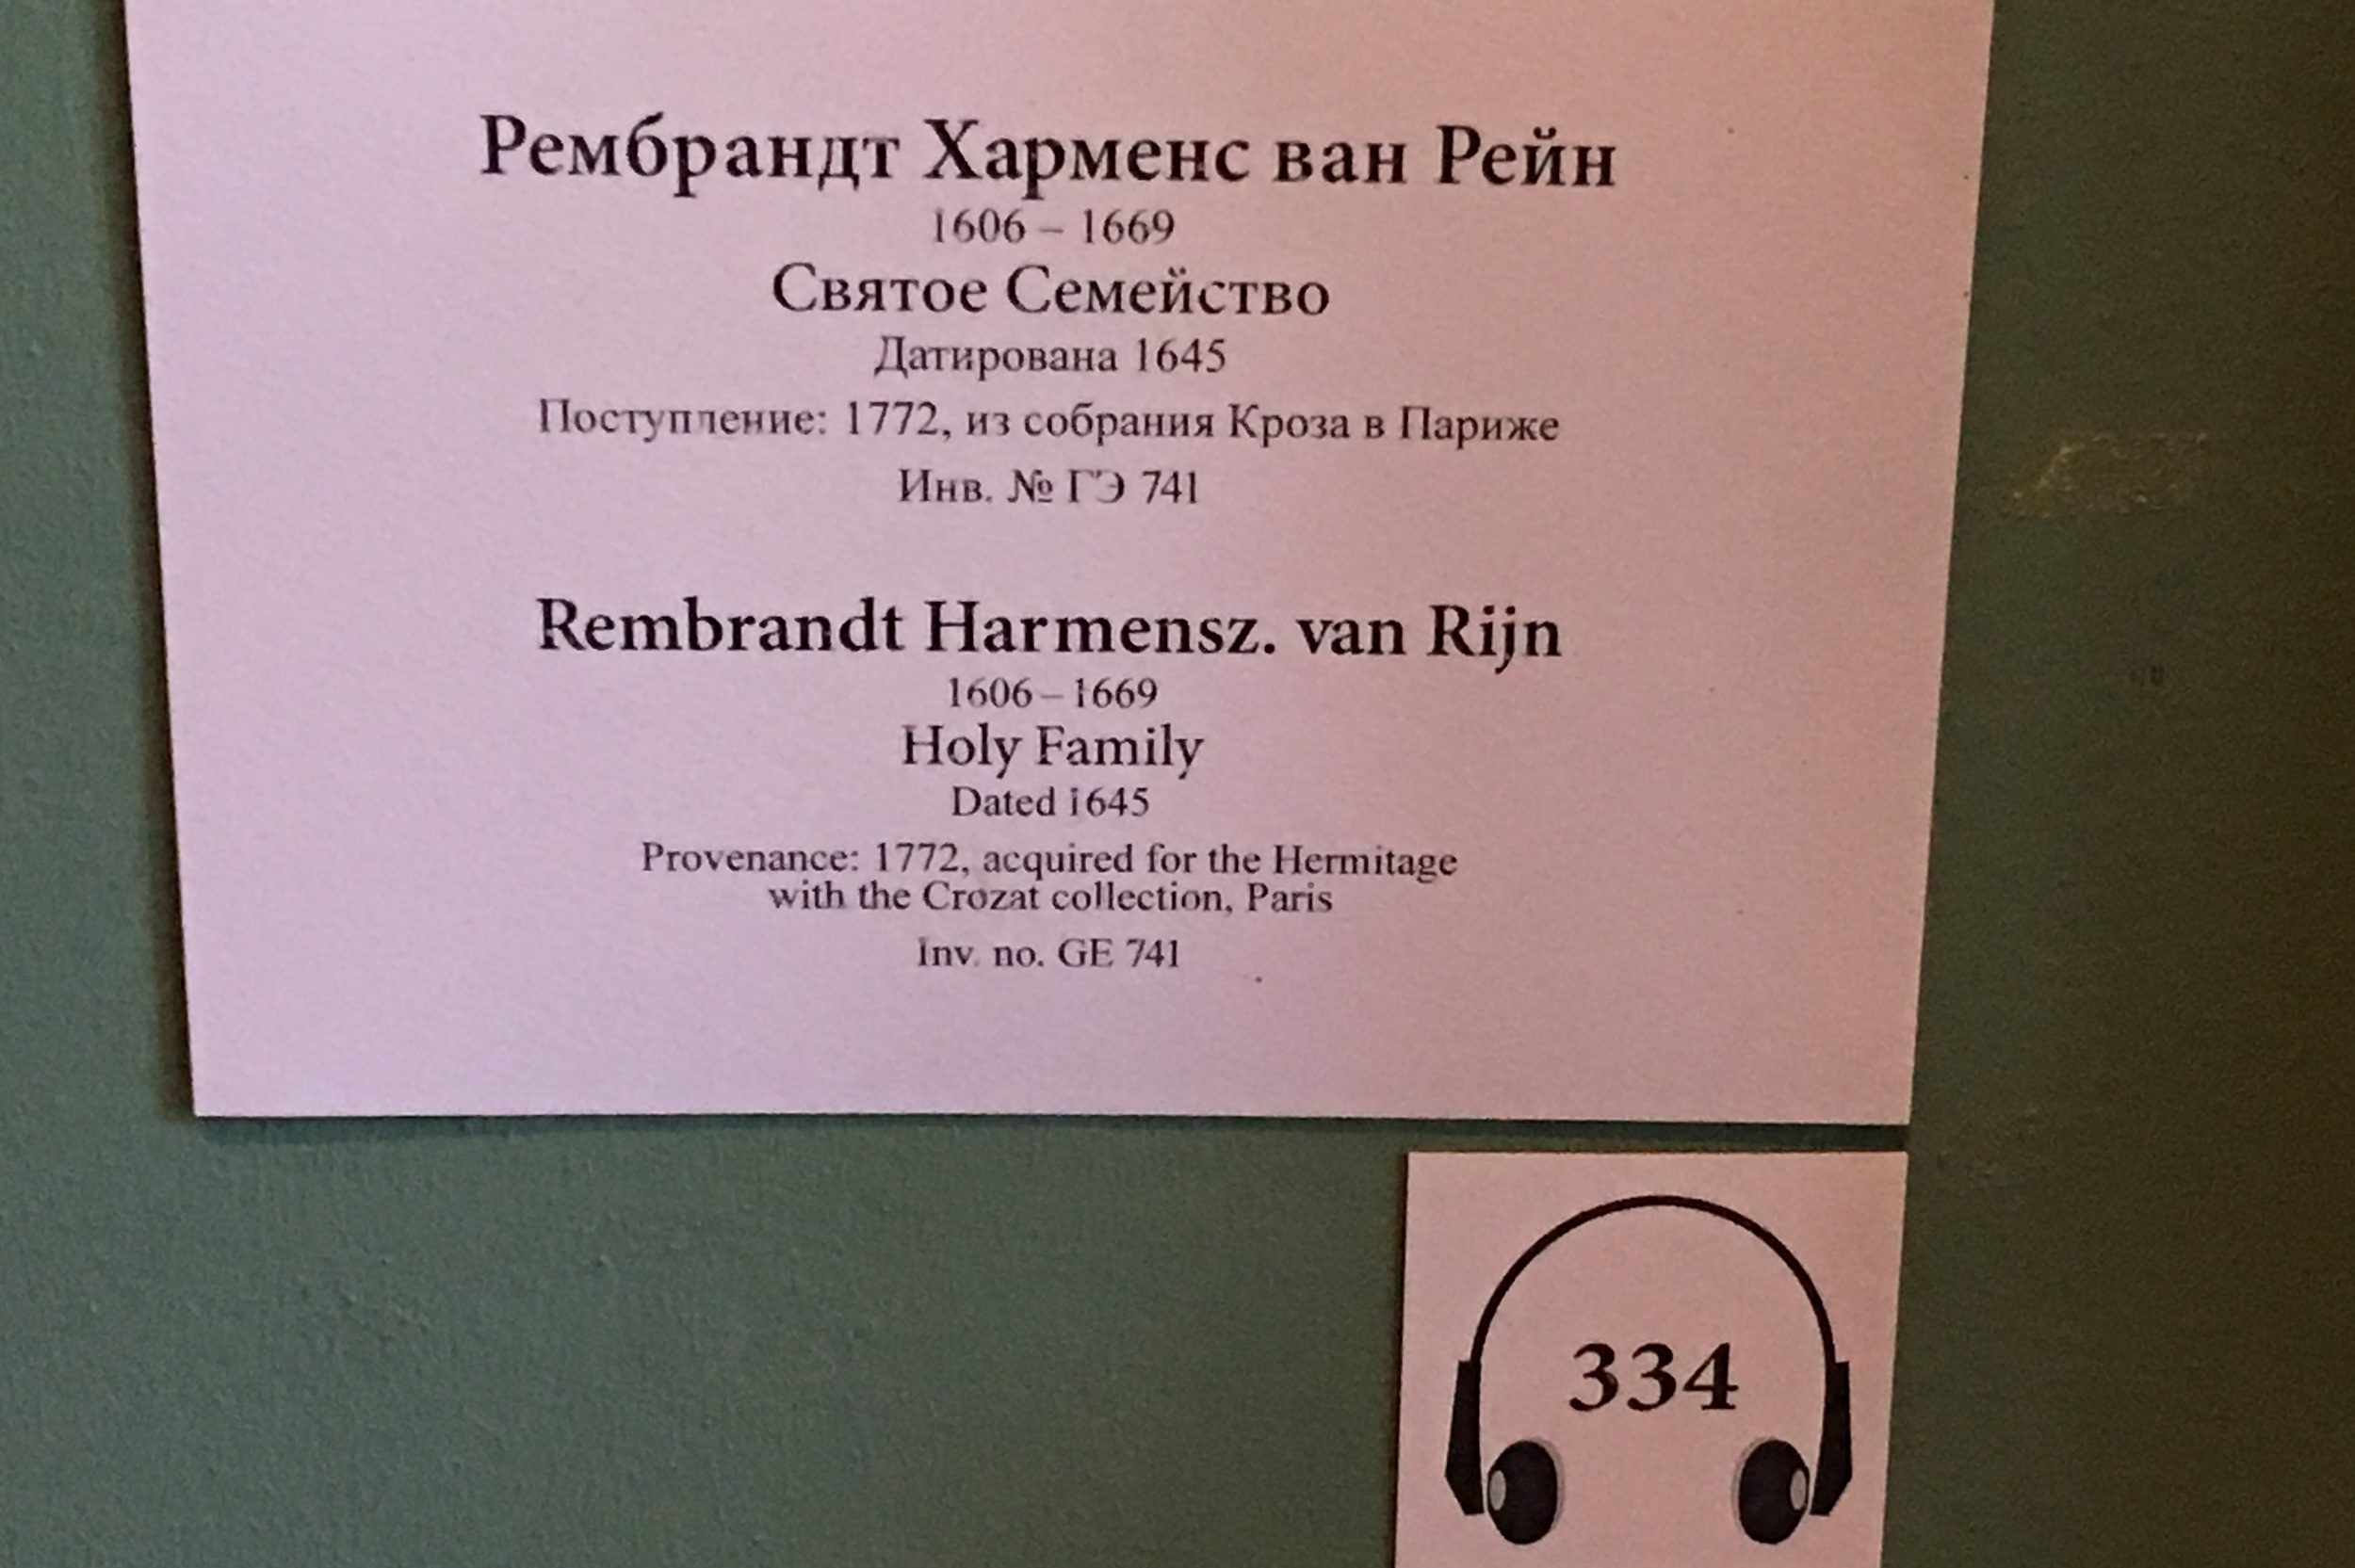 Рембрандт Харменс ван Рейн
1606 – 1669
Святое Семейство
Датирована 1645
Поступление: 1772, из собрания Кроза в Париже
Инв. № ГЭ 741
Rembrandt Harmensz. van Rijn
1606 – 1669
Holy Family
Dated 1645
Provenance: 1772, acquired for the Hermitage
with the Crozat collection, Paris
Inv. no. GE 741
334